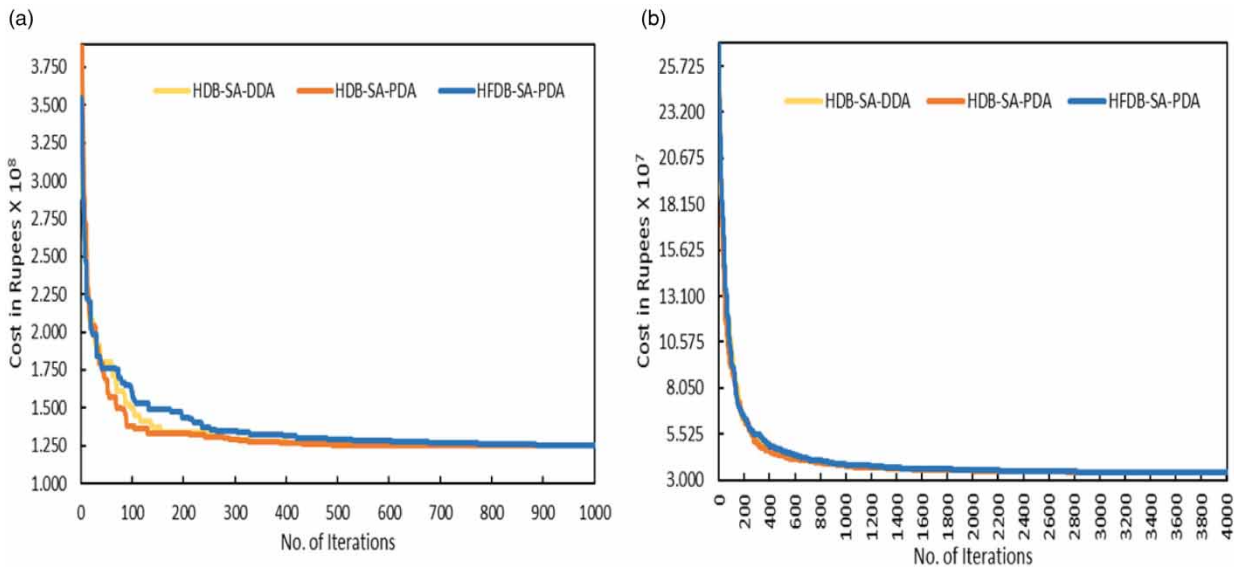 (a)
Cost in Rupees X 10⁸
3.750
3.500
3.250
3.000
2.750
2.500
2.250
2.000
1.750
1.500
1.250
1.000
HDB-SA-DDA HDB-SA-PDA HFDB-SA-PDA
0 100 200 300 400 500 600 700 800 900 1000
No. of Iterations
(b)
Cost in Rupees X 10⁷
25.725
23.200
20.675
18.150
15.625
13.100
10.575
8.050
5.525
3.000
HDB-SA-DDA HDB-SA-PDA HFDB-SA-PDA
0 200 400 600 800 1000 1200 1400 1600 1800 2000 2200 2400 2600 2800 3000 3200 3400 3600 3800 4000
No. of Iterations